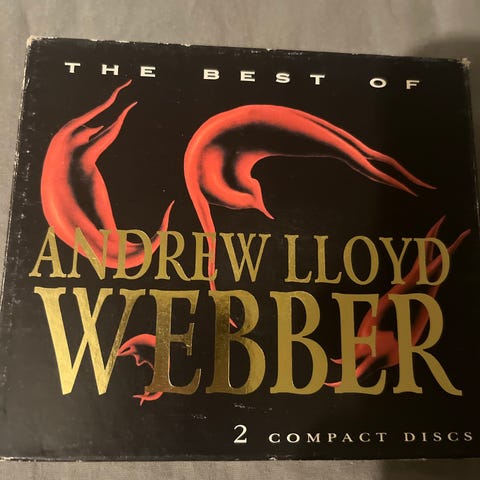 THE BEST OF
ANDREW LLOYD
WEBBER
2 COMPACT DISCS